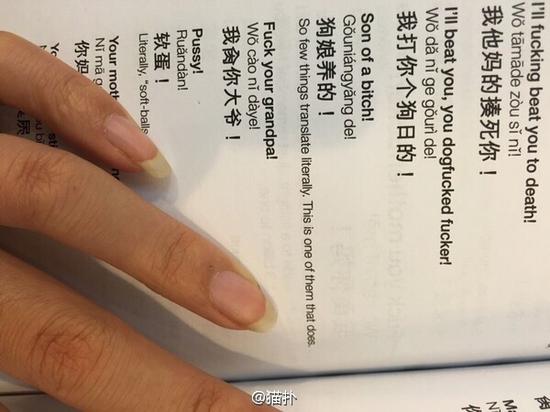 I'll fucking beat you to death!
Wǒ tāmāde zòu sǐ nǐ!
我他妈的揍死你！
I'll beat you, you dogfucked fucker!
Wǒ dǎ nǐ ge gǒurì de!
我打你个狗日的！
Son of a bitch!
Gǒuniángyǎng de!
狗娘养的！
So few things translate literally. This is one of them that does.
Fuck your grandpa!
Wǒ cào nǐ dàye!
我肏你大爷！
Pussy!
Ruǎndàn!
软蛋！
Literally, "soft-balls
Your moth
Nǐ mā g
你妈
@猫扑